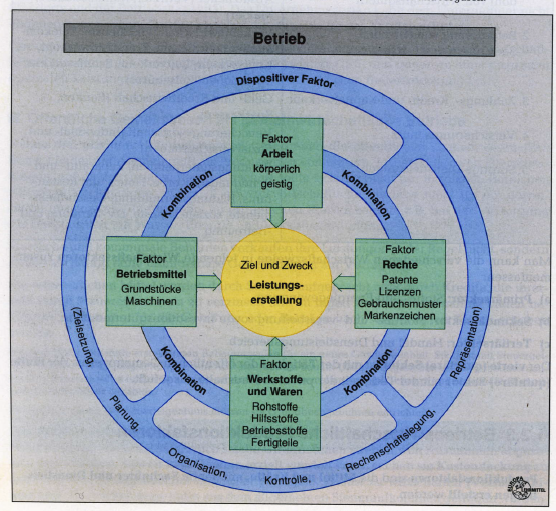 Betrieb
Dispositiver Faktor
Faktor
Arbeit
körperlich
geistig
Kombination
Kombination
Faktor
Betriebsmittel
Grundstücke
Maschinen
Ziel und Zweck
Leistungs-
erstellung
Faktor
Rechte
Patente
Lizenzen
Gebrauchsmuster
Markenzeichen
Kombination
Kombination
Faktor
Werkstoffe
und Waren
Rohstoffe
Hilfsstoffe
Betriebsstoffe
Fertigteile
(Zielsetzung,
Planung,
Organisation,
Kontrolle,
Rechenschaftslegung,
Repräsentation)
EUROPA
LEHRMITTEL